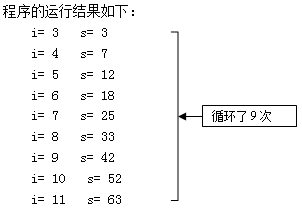 程序的运行结果如下：
i= 3 s= 3
i= 4 s= 7
i= 5 s= 12
i= 6 s= 18
i= 7 s= 25
i= 8 s= 33
i= 9 s= 42
i= 10 s= 52
i= 11 s= 63
循环了 9 次